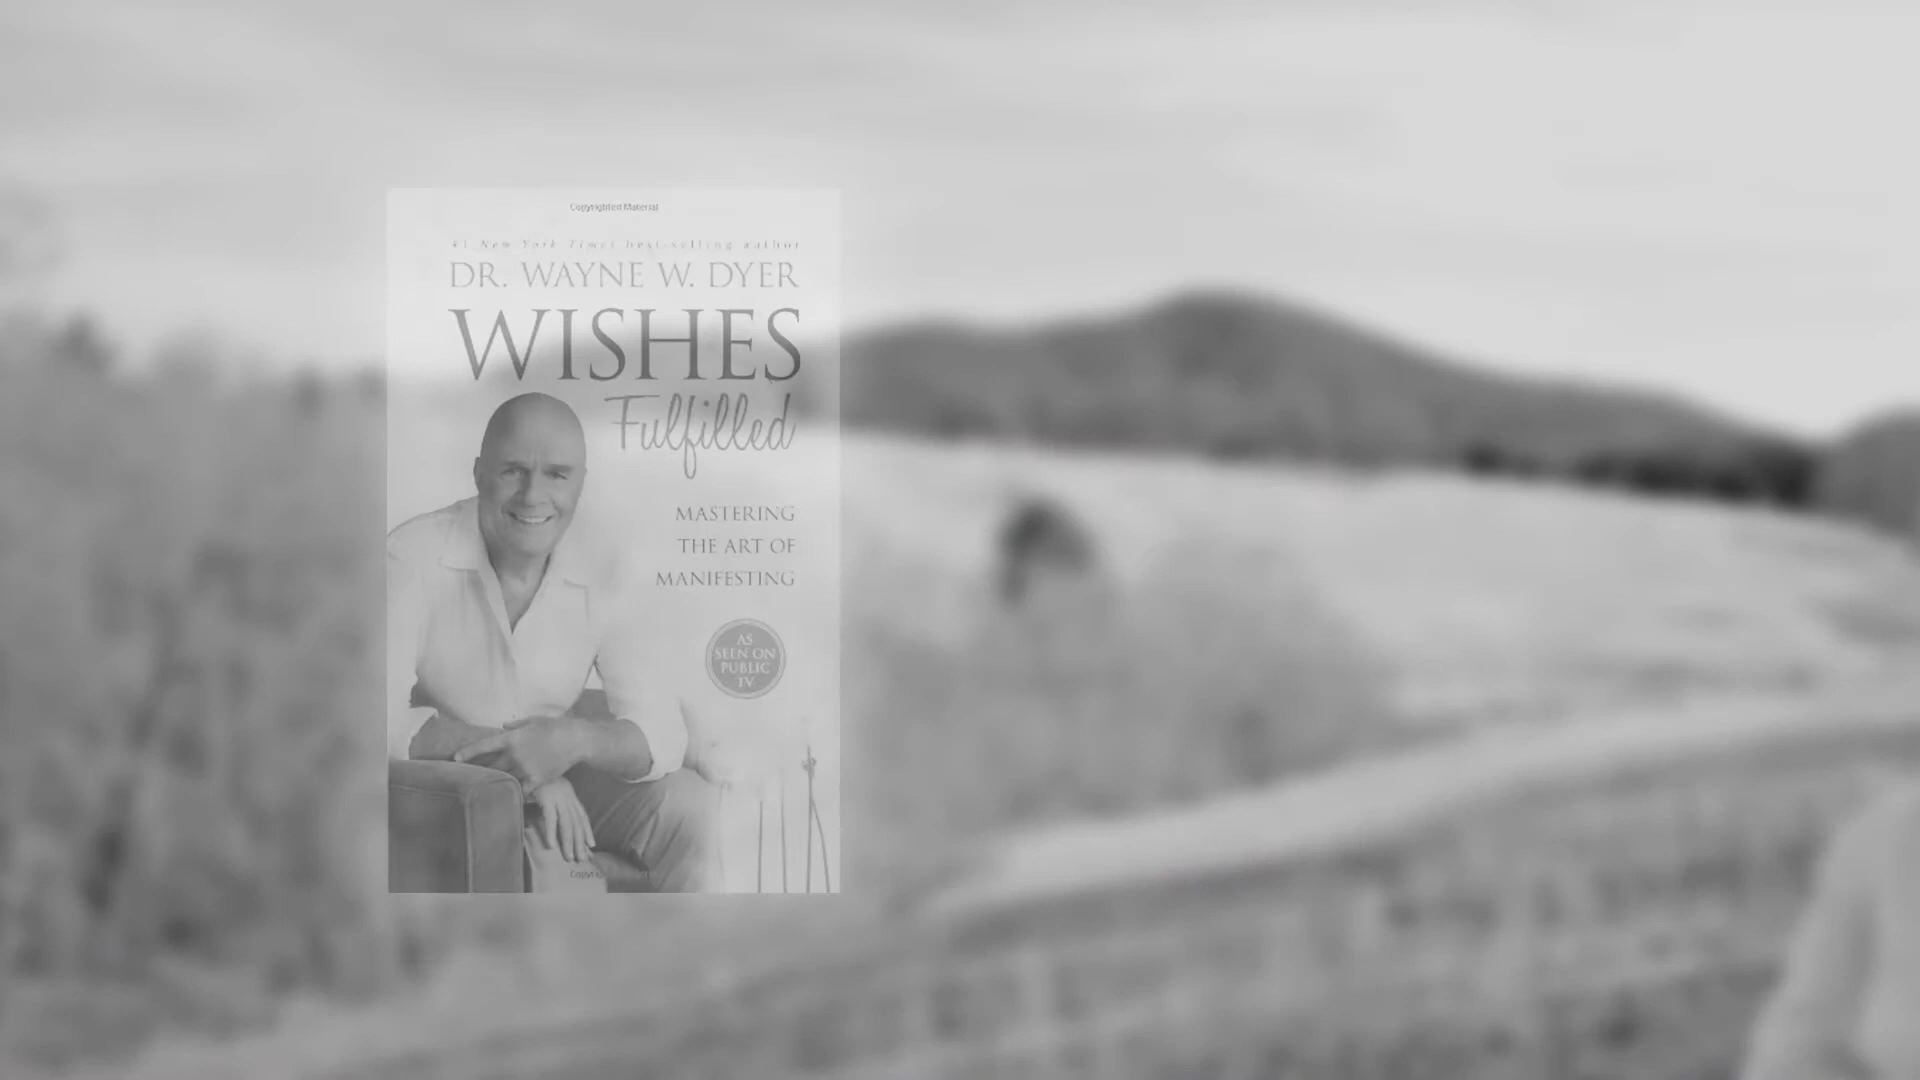 Copyrighted Material
#1 New York Times best-selling author
DR. WAYNE W. DYER
WISHES
Fulfilled
MASTERING
THE ART OF
MANIFESTING
AS
SEEN ON
PUBLIC
TV